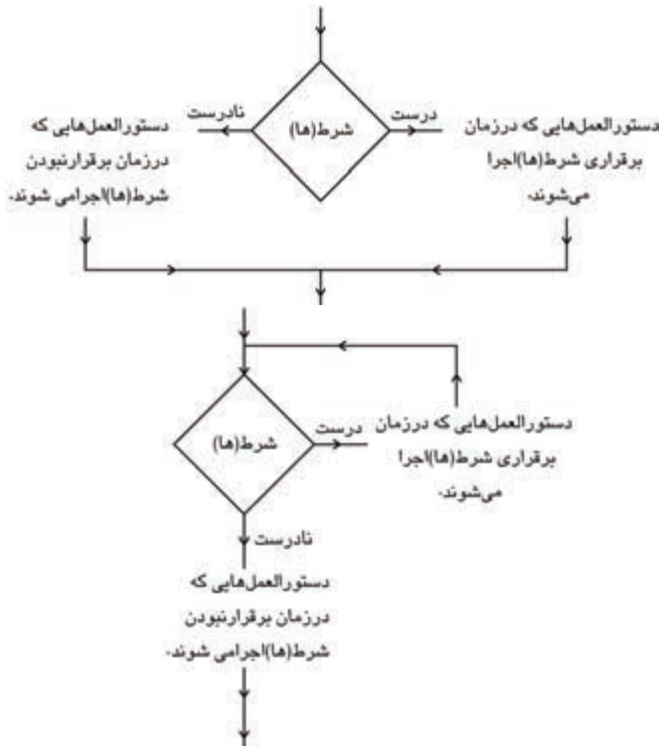 نادرست
درست
شرط(ها)
دستورالعمل‌هایی که درزمان
برقراری شرط(ها)اجرا
می‌شوند.
دستورالعمل‌هایی که
درزمان برقرارنبودن
شرط(ها)اجرامی شوند.
شرط(ها)
درست
دستورالعمل‌هایی که درزمان
برقراری شرط(ها)اجرا
می‌شوند.
نادرست
دستورالعمل‌هایی که
درزمان برقرارنبودن
شرط(ها)اجرامی شوند.